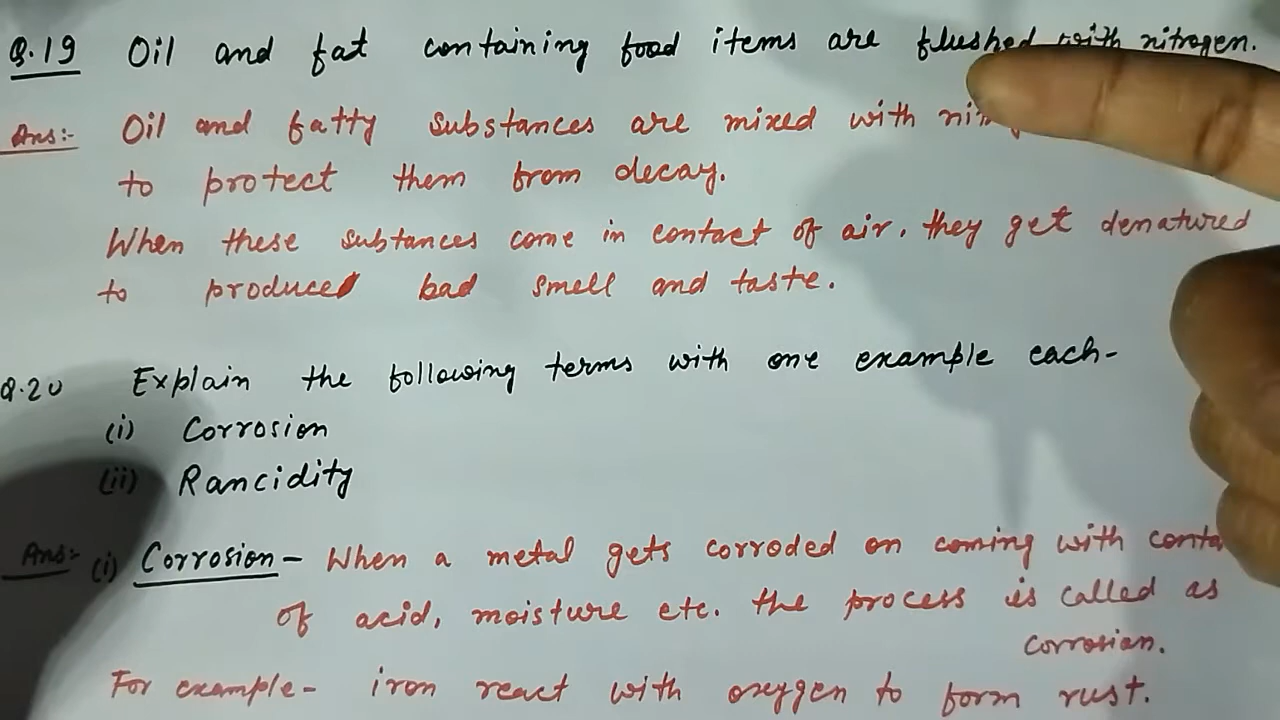 Q.19 Oil and fat containing food items are flushed with nitrogen.
Ans:- Oil and fatty substances are mixed with
to protect them from decay.
When these subtances come in contact of air, they get denatured
to produce bad smell and taste.
Q.20 Explain the following terms with one example each-
(i) Corrosion
(ii) Rancidity
Ans:- (i) Corrosion - When a metal gets corroded on coming with
of acid, moisture etc. the process is called as
corrosion.
For example - iron react with oxygen to form rust.